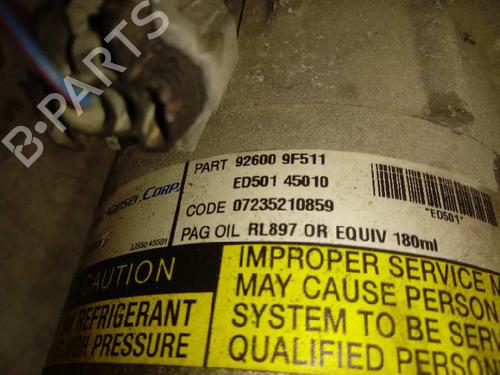 B-PARTS
Corp.
PART 92600 9F511
ED501 45010
CODE 07235210859
PAG OIL RL897 OR EQUIV 180ml
"ED501"
CAUTION
REFRIGERANT
HIGH PRESSURE
IMPROPER SERVICE
MAY CAUSE PERSON
SYSTEM TO BE SERV
QUALIFIED PERSON